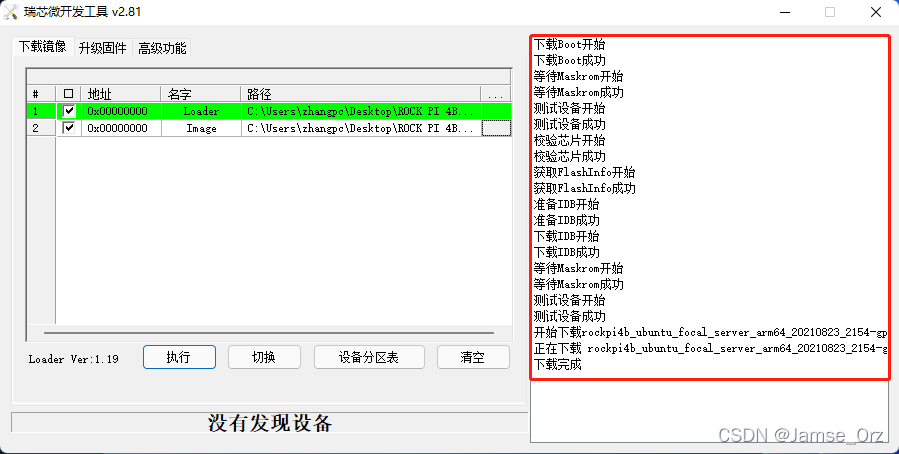 瑞芯微开发工具 v2.81
下载镜像 升级固件 高级功能
# 地址 名字 路径 ...
1 0x00000000 Loader C:\Users\zhangpc\Desktop\ROCK PI 4B...
2 0x00000000 Image C:\Users\zhangpc\Desktop\ROCK PI 4B...
Loader Ver:1.19 执行 切换 设备分区表 清空
没有发现设备
下载Boot开始
下载Boot成功
等待Maskrom开始
等待Maskrom成功
测试设备开始
测试设备成功
校验芯片开始
校验芯片成功
获取FlashInfo开始
获取FlashInfo成功
准备IDB开始
准备IDB成功
下载IDB开始
下载IDB成功
等待Maskrom开始
等待Maskrom成功
测试设备开始
测试设备成功
开始下载rockpi4b_ubuntu_focal_server_arm64_20210823_2154-gp
正在下载 rockpi4b_ubuntu_focal_server_arm64_20210823_2154-g
下载完成
CSDN @Jamse_Orz